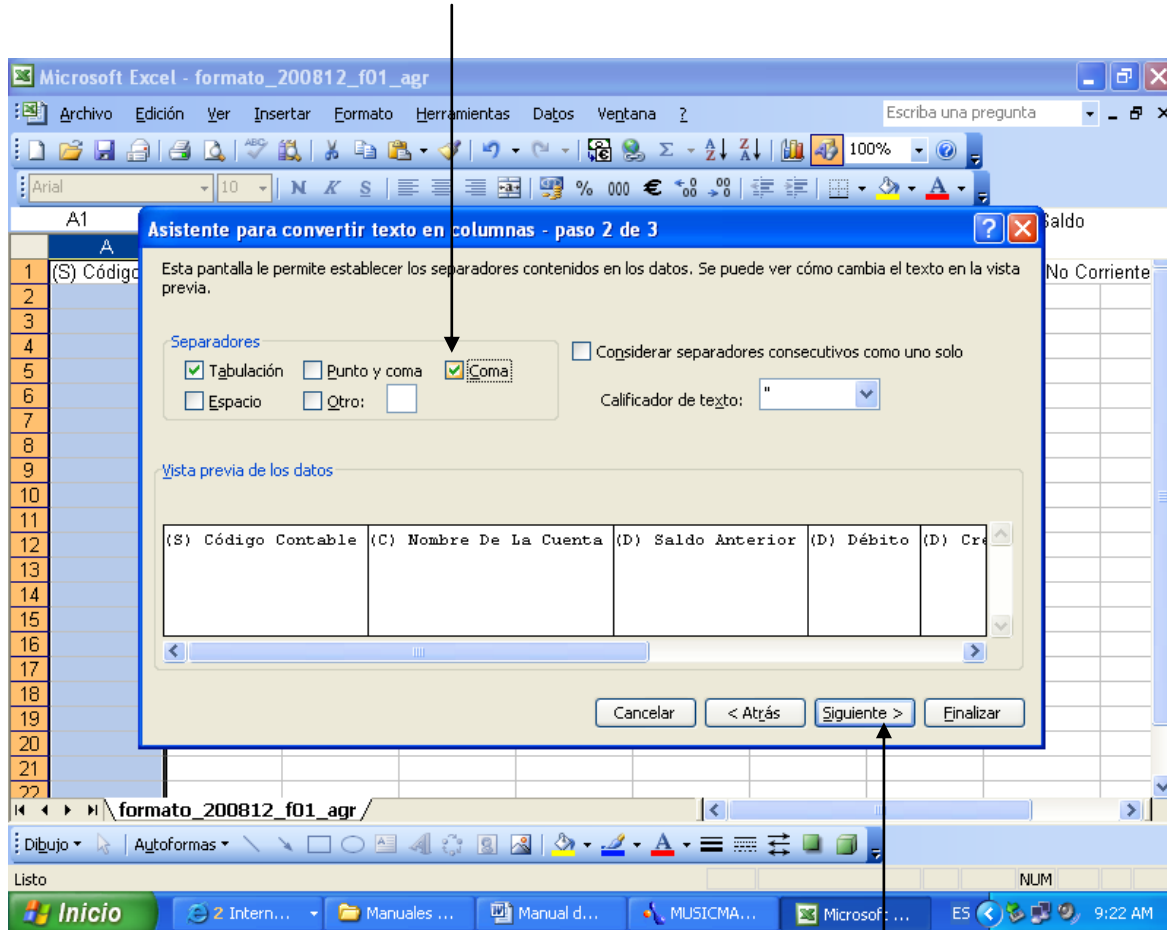 Microsoft Excel - formato_200812_f01_agr
Archivo Edición Ver Insertar Formato Herramientas Datos Ventana ? Escriba una pregunta
ABC Σ A Z Z A 100%
Arial 10 N K S % 000 € A
A1 Saldo
A
Asistente para convertir texto en columnas - paso 2 de 3
Esta pantalla le permite establecer los separadores contenidos en los datos. Se puede ver cómo cambia el texto en la vista
previa.
1 (S) Código No Corriente
2
3
4
5
6
7
8
9
10
11
12
13
14
15
16
17
18
19
20
21
22
Separadores
Tabulación Punto y coma Coma
Espacio Otro:
Considerar separadores consecutivos como uno solo
Calificador de texto: "
Vista previa de los datos
(S) Código Contable (C) Nombre De La Cuenta (D) Saldo Anterior (D) Débito (D) Cré
Cancelar < Atrás Siguiente > Finalizar
formato_200812_f01_agr
Dibujo Autoformas A
Listo NUM
Inicio 2 Intern... Manuales ... Manual d... MUSICMA... Microsoft ... ES 9:22 AM